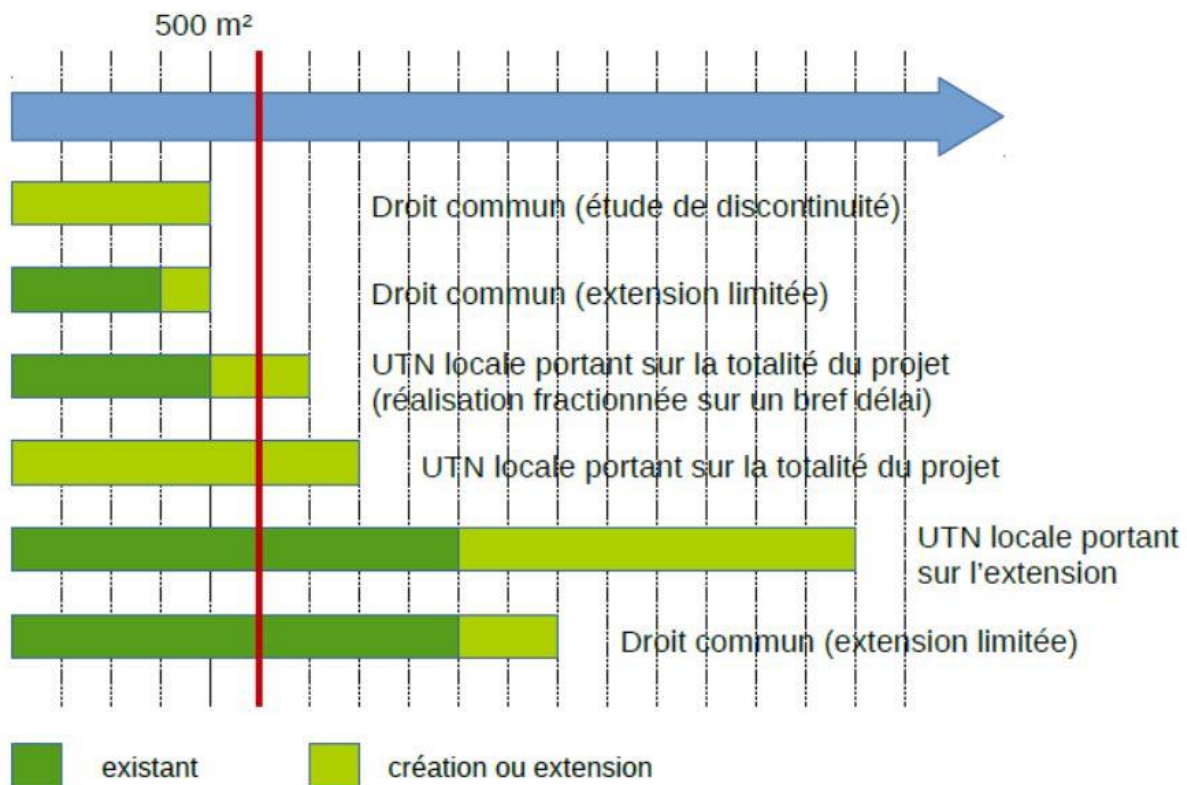 500 m²
Droit commun (étude de discontinuité)
Droit commun (extension limitée)
UTN locale portant sur la totalité du projet
(réalisation fractionnée sur un bref délai)
UTN locale portant sur la totalité du projet
UTN locale portant
sur l'extension
Droit commun (extension limitée)
existant
création ou extension